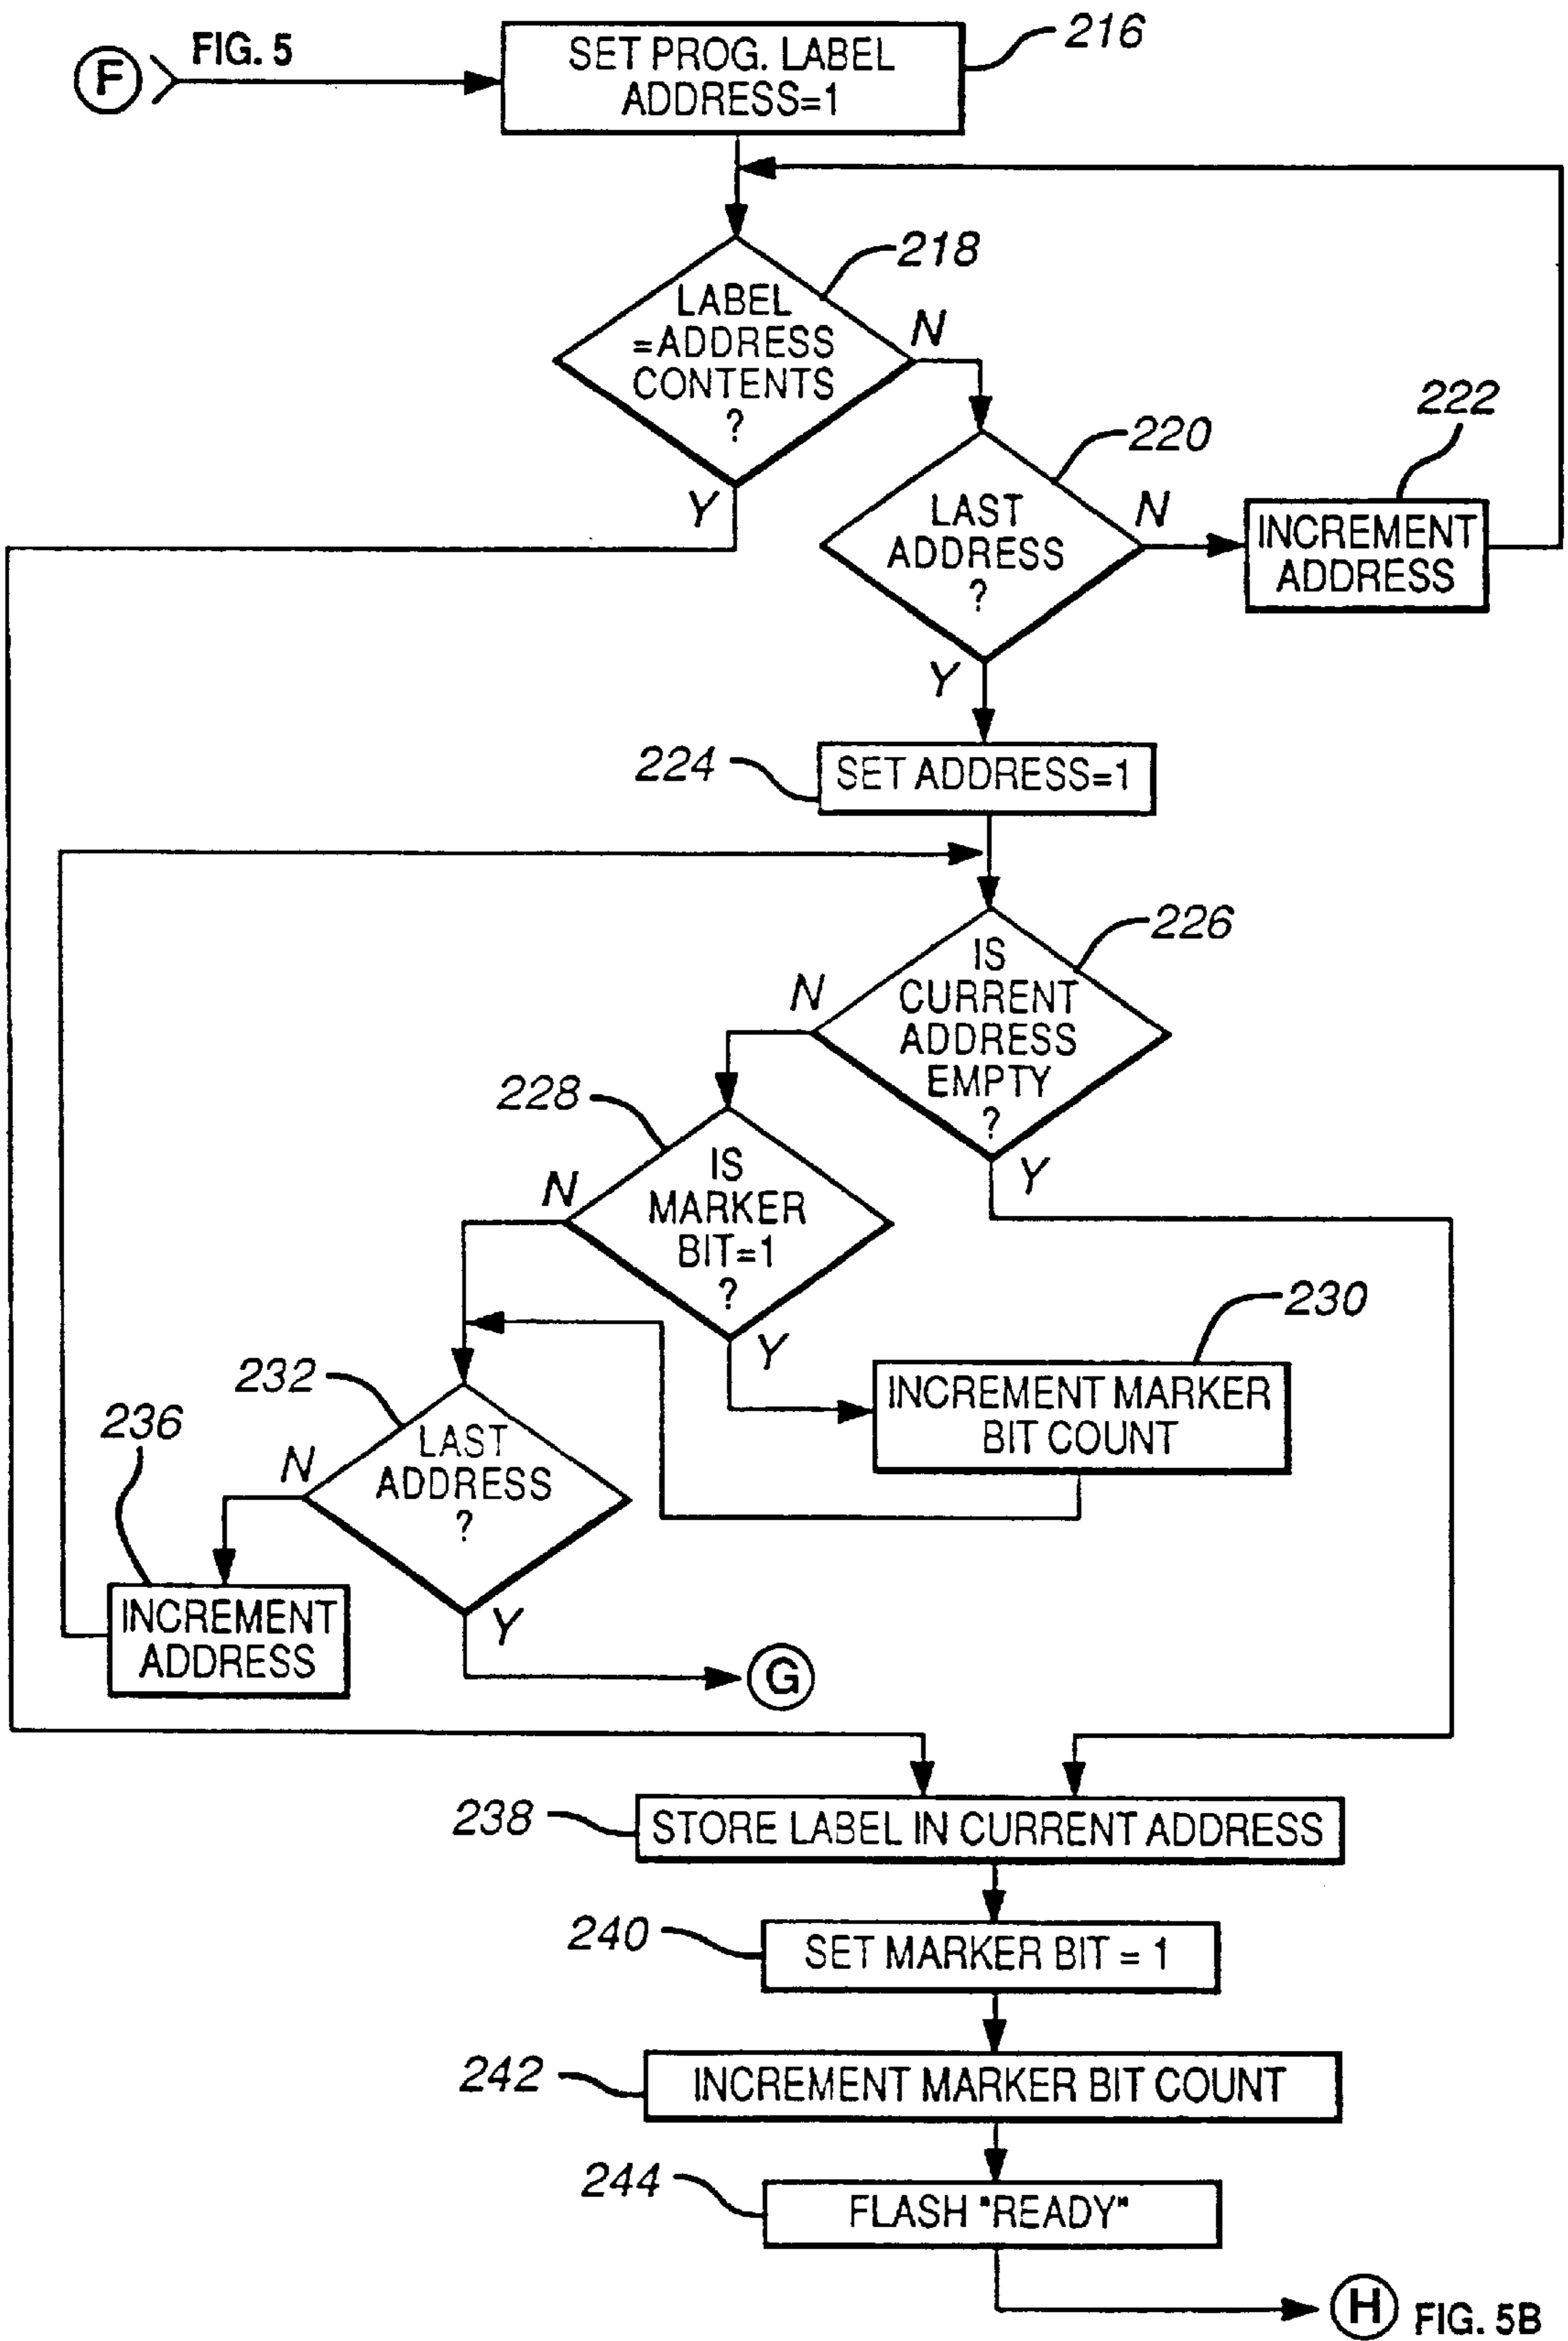 F
FIG. 5
SET PROG. LABEL
ADDRESS=1
216
218
LABEL
=ADDRESS
CONTENTS
?
N
Y
220
LAST
ADDRESS
?
N
Y
222
INCREMENT
ADDRESS
224
SET ADDRESS=1
226
IS
CURRENT
ADDRESS
EMPTY
?
N
Y
228
IS
MARKER
BIT=1
?
N
Y
230
INCREMENT MARKER
BIT COUNT
232
LAST
ADDRESS
?
N
Y
236
INCREMENT
ADDRESS
G
238
STORE LABEL IN CURRENT ADDRESS
240
SET MARKER BIT = 1
242
INCREMENT MARKER BIT COUNT
244
FLASH "READY"
H
FIG. 5B